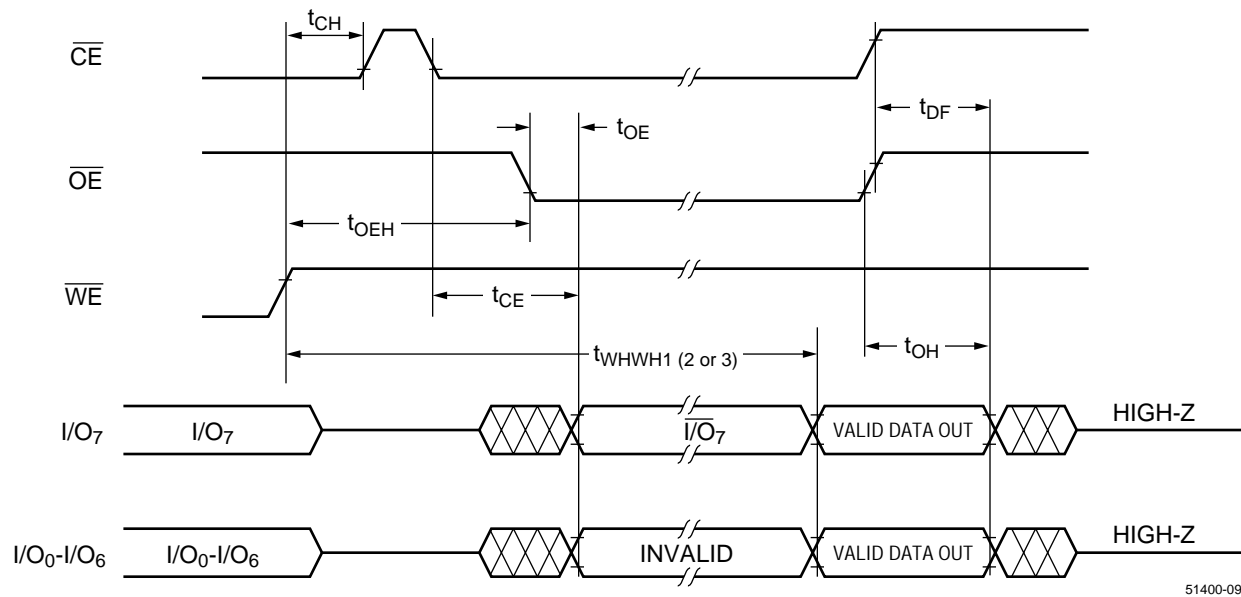 tCH
CE
tDF
tOE
OE
tOEH
WE
tCE
tOH
tWHWH1 (2 or 3)
I/O7 I/O7 I/O7 VALID DATA OUT HIGH-Z
I/O0-I/O6 I/O0-I/O6 INVALID VALID DATA OUT HIGH-Z
51400-09